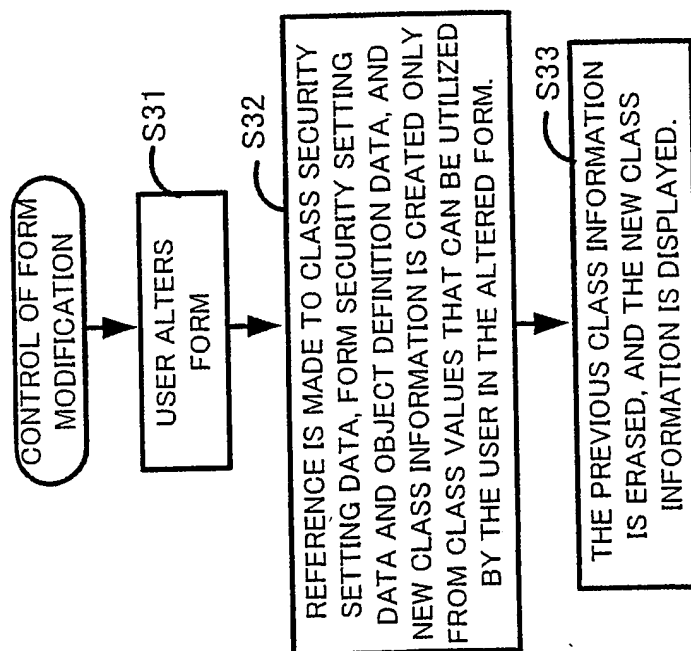 CONTROL OF FORM
MODIFICATION
S31
USER ALTERS
FORM
S32
REFERENCE IS MADE TO CLASS SECURITY
SETTING DATA, FORM SECURITY SETTING
DATA AND OBJECT DEFINITION DATA, AND
NEW CLASS INFORMATION IS CREATED ONLY
FROM CLASS VALUES THAT CAN BE UTILIZED
BY THE USER IN THE ALTERED FORM.
S33
THE PREVIOUS CLASS INFORMATION
IS ERASED, AND THE NEW CLASS
INFORMATION IS DISPLAYED.